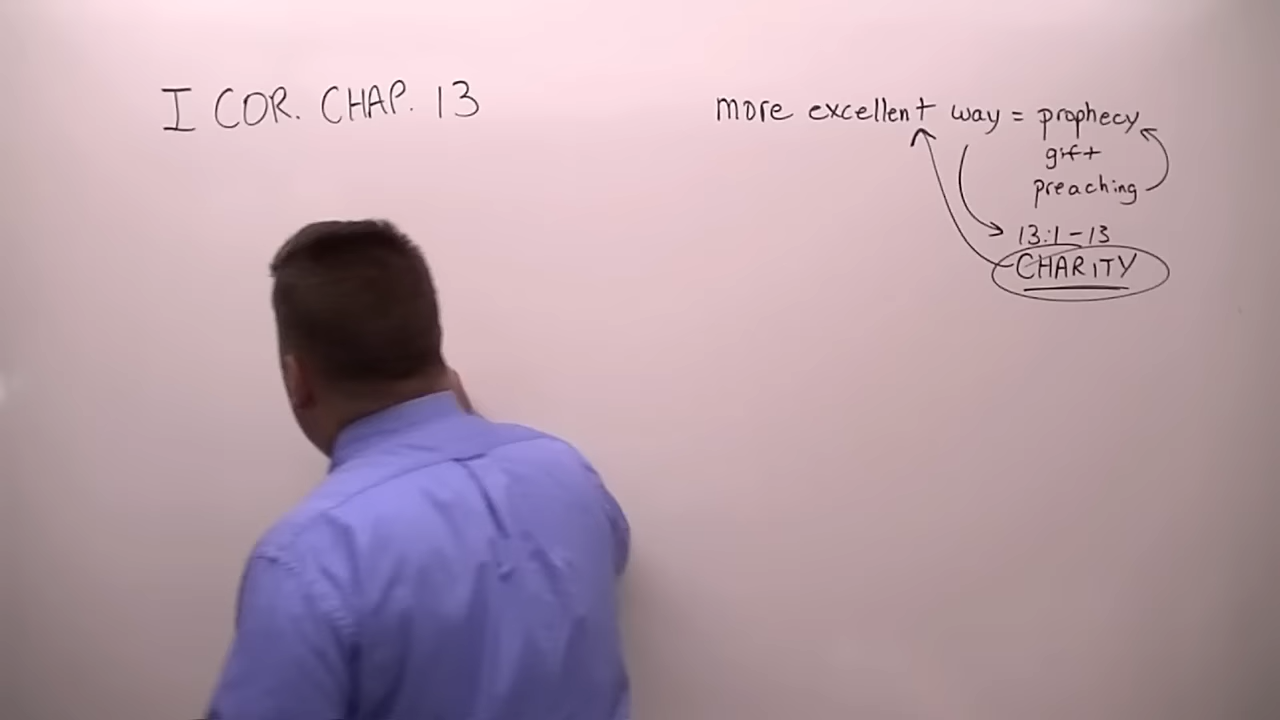 I COR. CHAP. 13
more excellent way = prophecy
gift
preaching
13:1-13
CHARITY